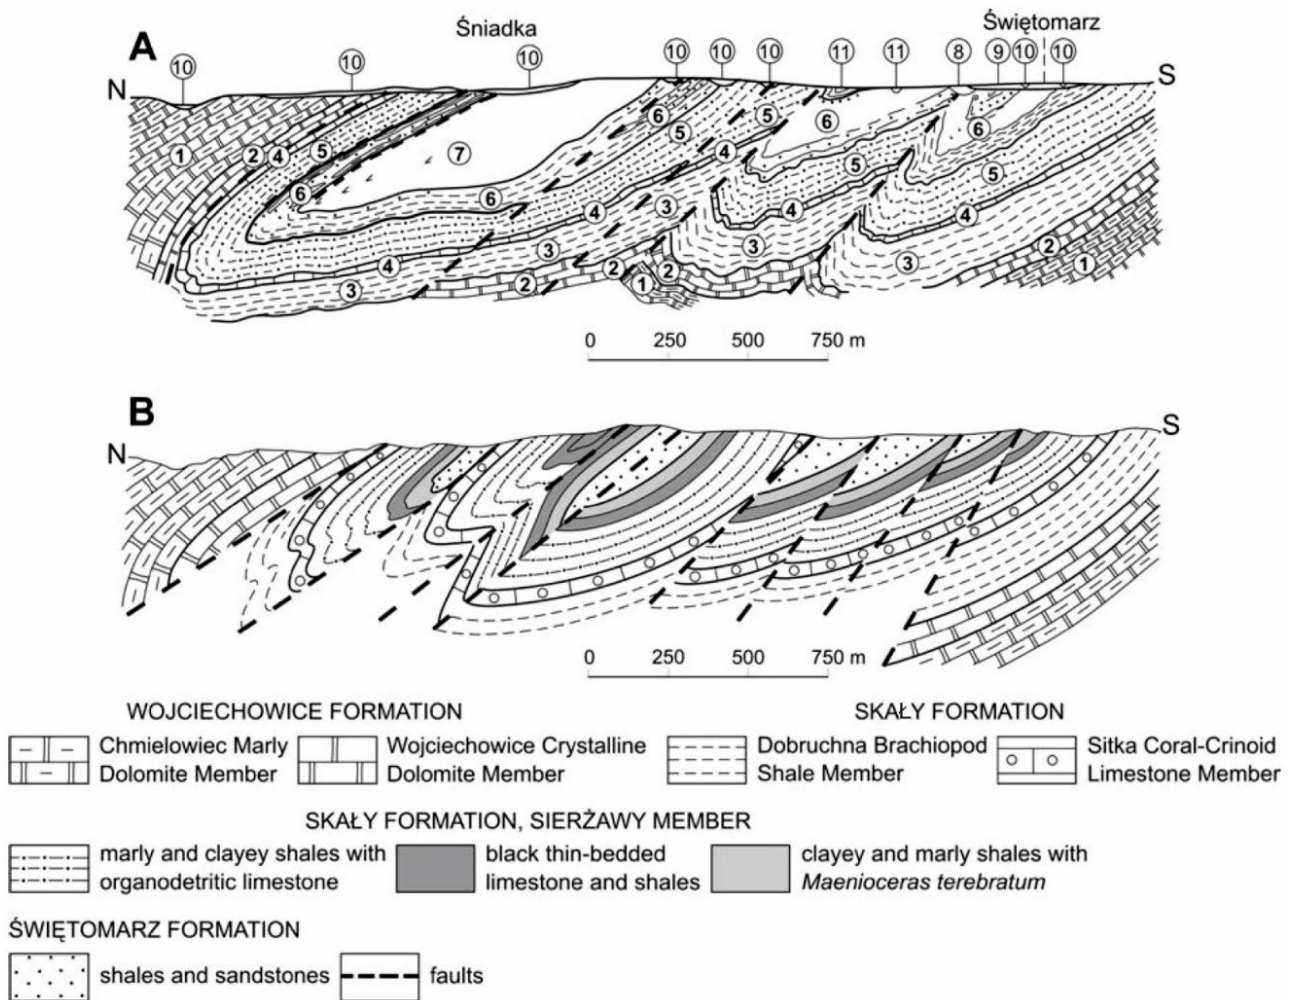 A
Śniadka
Świętomarz
10 10 10 10 10 10 11 11 8 9 10 10
N
S
1 2 4 5 6 7 6 5 6 5 4 6 5 6 5
6 4 3 4 4
4 3 2 2 2 1 3 3 2 1
3
0 250 500 750 m
B
N
S
0 250 500 750 m
WOJCIECHOWICE FORMATION
SKAŁY FORMATION
Chmielowiec Marly
Dolomite Member
Wojciechowice Crystalline
Dolomite Member
Dobruchna Brachiopod
Shale Member
Sitka Coral-Crinoid
Limestone Member
SKAŁY FORMATION, SIERŻAWY MEMBER
marly and clayey shales with
organodetritic limestone
black thin-bedded
limestone and shales
clayey and marly shales with
Maenioceras terebratum
ŚWIĘTOMARZ FORMATION
shales and sandstones
faults